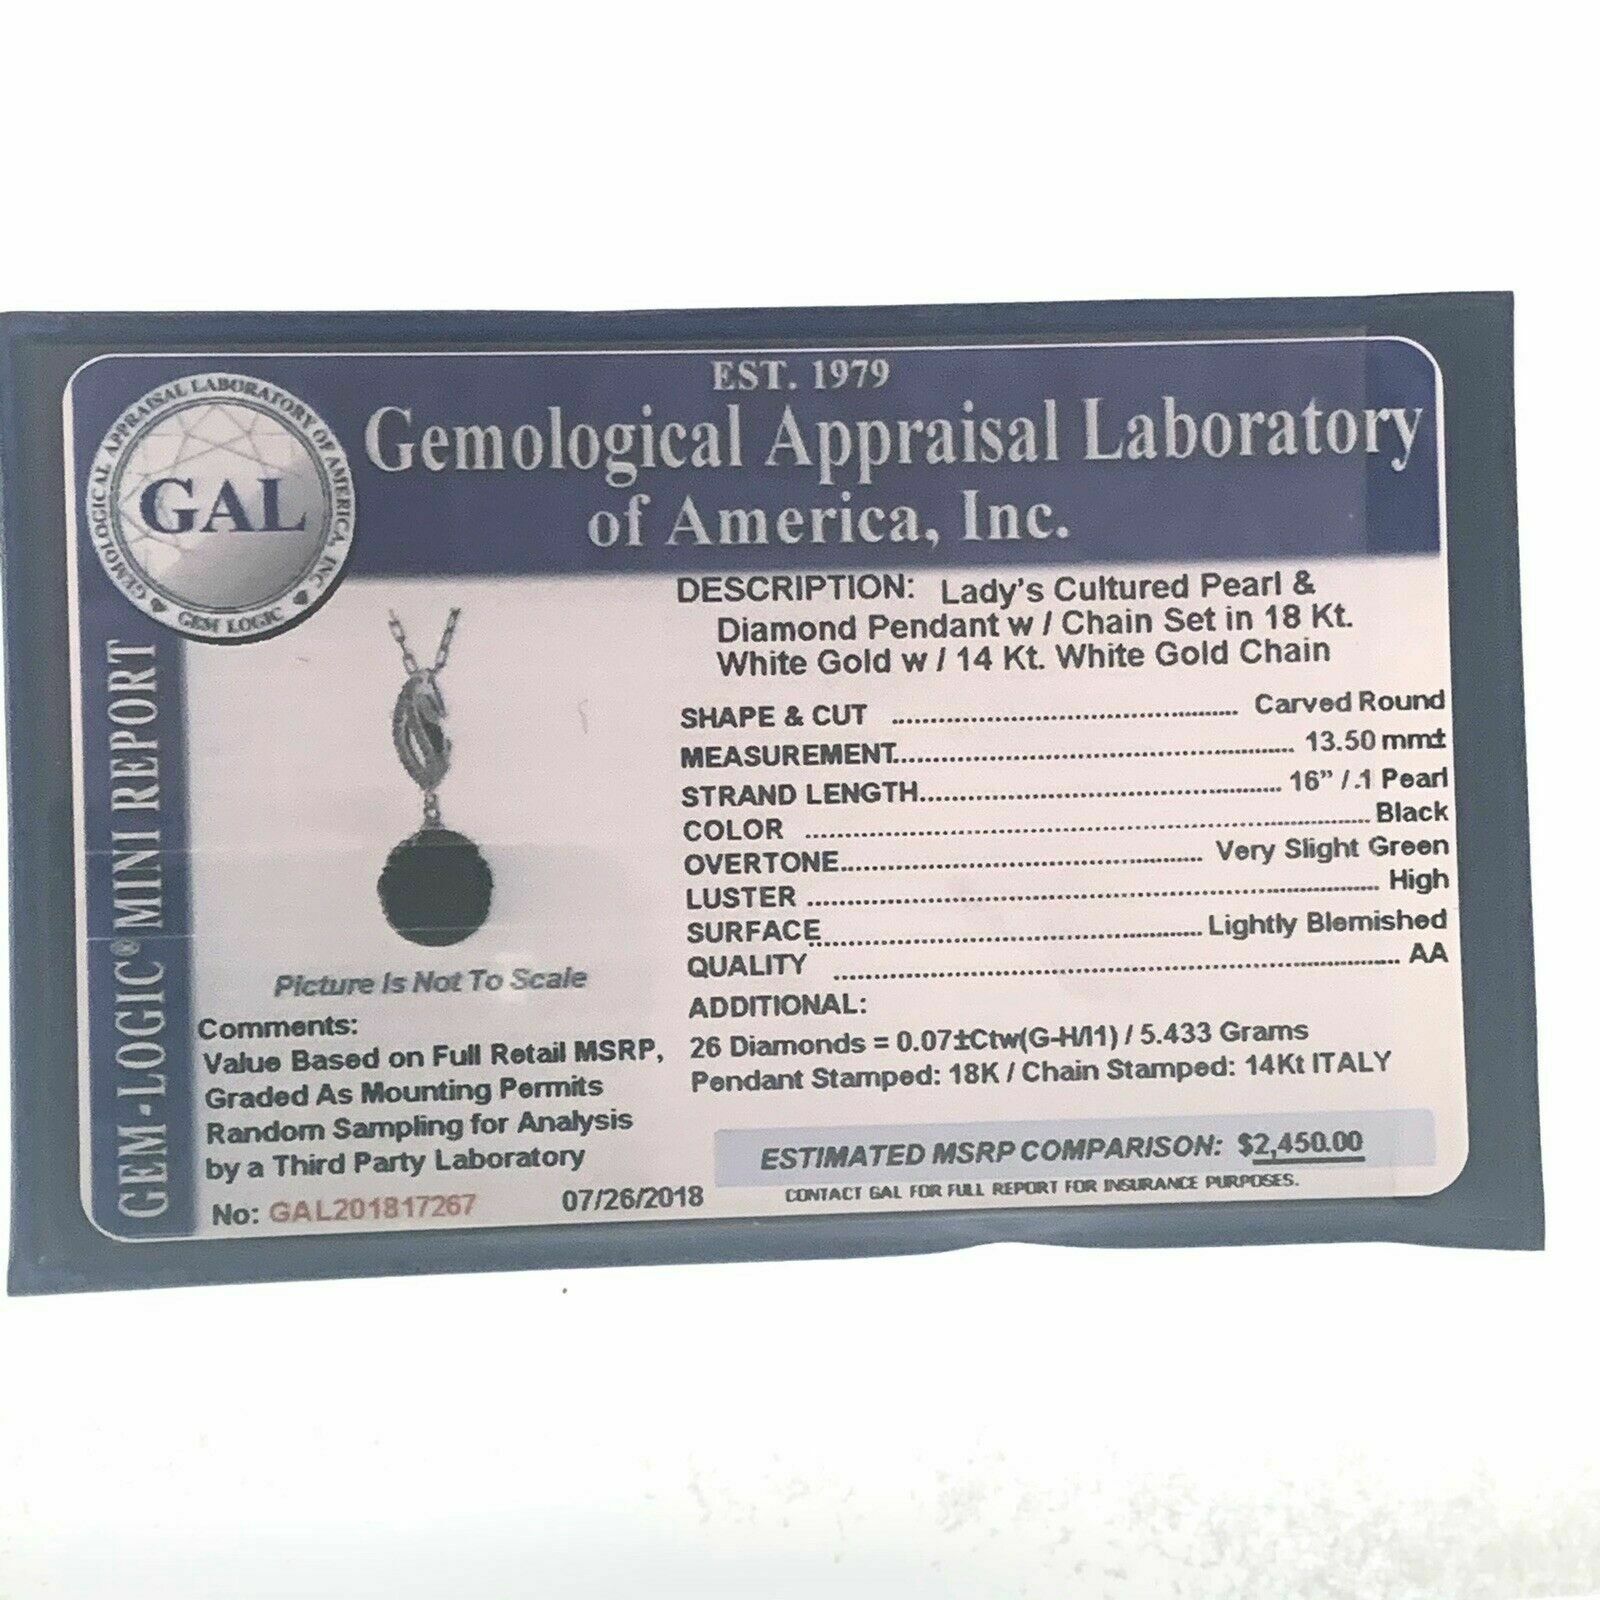 EST. 1979
Gemological Appraisal Laboratory
of America, Inc.
GEMOLOGICAL APPRAISAL LABORATORY OF AMERICA, INC
GAL
GEM LOGIC
GEM-LOGIC® MINI REPORT
DESCRIPTION: Lady's Cultured Pearl &
Diamond Pendant w / Chain Set in 18 Kt.
White Gold w / 14 Kt. White Gold Chain
SHAPE & CUT ........ Carved Round
MEASUREMENT........ 13.50 mm±
STRAND LENGTH........ 16" /.1 Pearl
COLOR ........ Black
OVERTONE........ Very Slight Green
LUSTER ........ High
SURFACE ........ Lightly Blemished
QUALITY ........ AA
ADDITIONAL:
26 Diamonds = 0.07±Ctw(G-H/I1) / 5.433 Grams
Pendant Stamped: 18K / Chain Stamped: 14Kt ITALY
ESTIMATED MSRP COMPARISON: $2,450.00
CONTACT GAL FOR FULL REPORT FOR INSURANCE PURPOSES.
Picture Is Not To Scale
Comments:
Value Based on Full Retail MSRP,
Graded As Mounting Permits
Random Sampling for Analysis
by a Third Party Laboratory
No: GAL201817267 07/26/2018